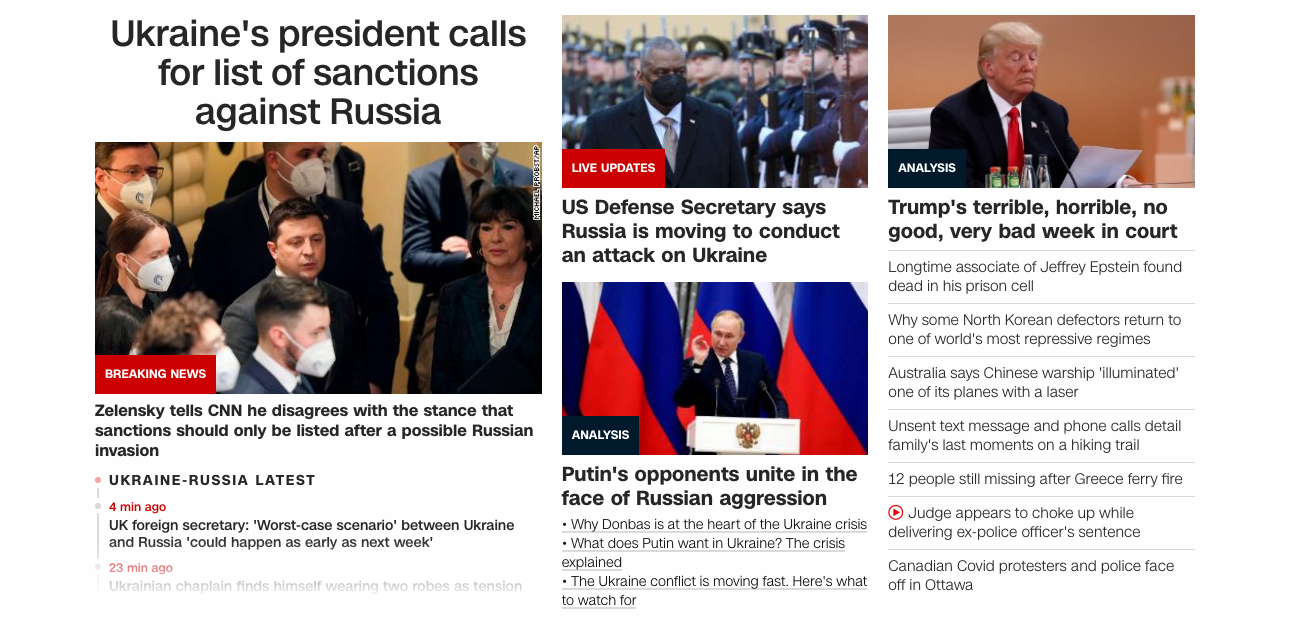 Ukraine's president calls
for list of sanctions
against Russia
MICHAEL PROBST/AP
BREAKING NEWS
Zelensky tells CNN he disagrees with the stance that
sanctions should only be listed after a possible Russian
invasion
UKRAINE-RUSSIA LATEST
4 min ago
UK foreign secretary: 'Worst-case scenario' between Ukraine
and Russia 'could happen as early as next week'
23 min ago
Ukrainian chaplain finds himself wearing two robes as tension
LIVE UPDATES
US Defense Secretary says
Russia is moving to conduct
an attack on Ukraine
ANALYSIS
Putin's opponents unite in the
face of Russian aggression
• Why Donbas is at the heart of the Ukraine crisis
• What does Putin want in Ukraine? The crisis
explained
• The Ukraine conflict is moving fast. Here's what
to watch for
ANALYSIS
Trump's terrible, horrible, no
good, very bad week in court
Longtime associate of Jeffrey Epstein found
dead in his prison cell
Why some North Korean defectors return to
one of world's most repressive regimes
Australia says Chinese warship 'illuminated'
one of its planes with a laser
Unsent text message and phone calls detail
family's last moments on a hiking trail
12 people still missing after Greece ferry fire
Judge appears to choke up while
delivering ex-police officer's sentence
Canadian Covid protesters and police face
off in Ottawa